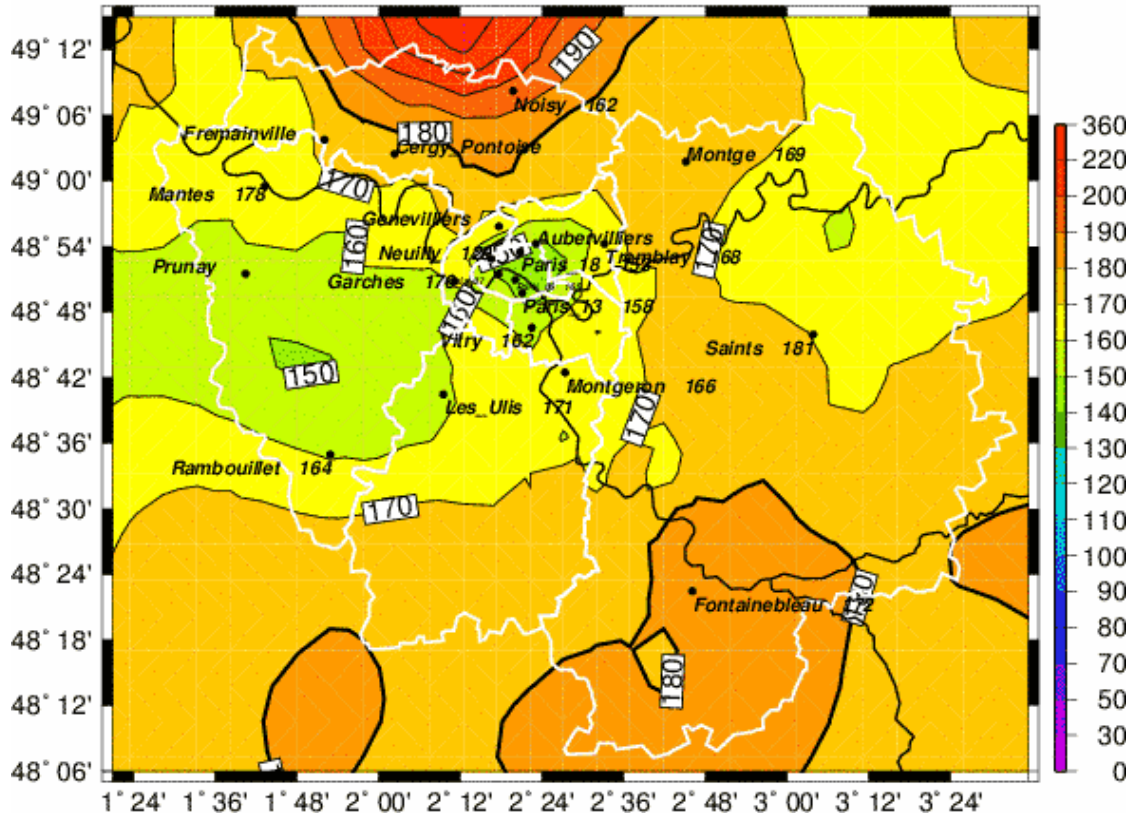 190
49° 12'
Noisy 162
49° 06'
180
Fremainville
Cergy_Pontoise
Montge 169
49° 00'
170
Mantes 178
Genevilliers
48° 54'
160
Neuilly
Aubervilliers
Tremblay 168
170
Prunay
Paris 18
Garches
48° 48'
160
Paris 13 158
Vitry 162
Saints 181
48° 42'
150
Montgeron 166
Les_Ulis 171
170
48° 36'
Rambouillet 164
48° 30'
170
48° 24'
Fontainebleau 172
48° 18'
180
48° 12'
48° 06'
1° 24' 1° 36' 1° 48' 2° 00' 2° 12' 2° 24' 2° 36' 2° 48' 3° 00' 3° 12' 3° 24'
360
220
200
190
180
170
160
150
140
130
120
110
100
90
80
70
50
30
0